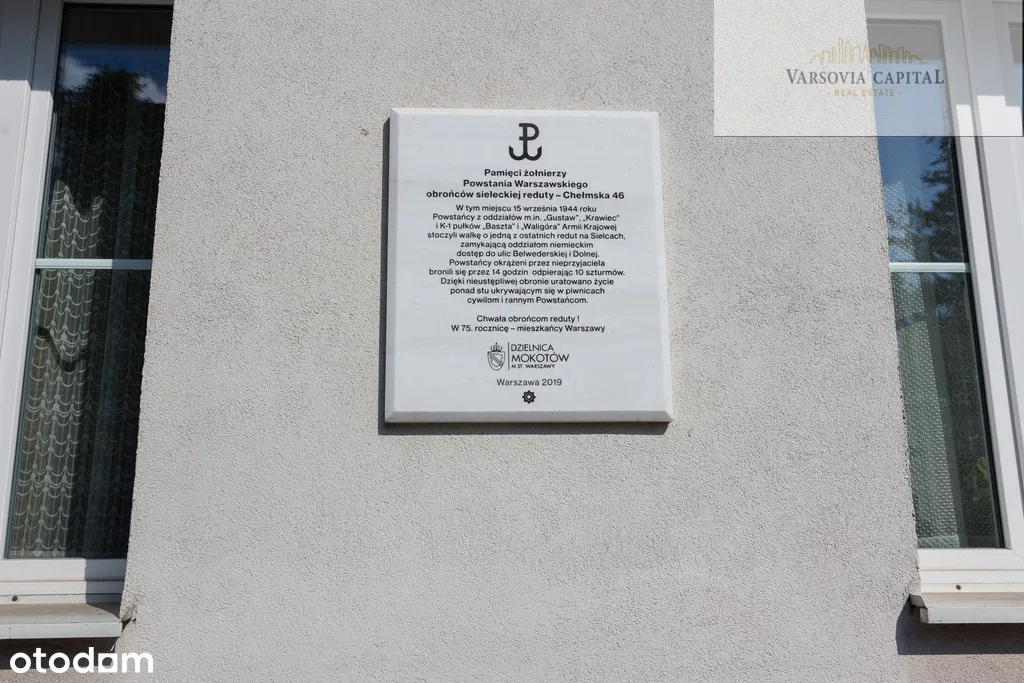 VARSOVIA CAPITAL
- REAL ESTATE -
Pamięci żołnierzy
Powstania Warszawskiego
obrońców sieleckiej reduty – Chełmska 46
W tym miejscu 15 września 1944 roku
Powstańcy z oddziałów m.in. „Gustaw”, „Krawiec”
i K-1 pułków „Baszta” i „Waligóra” Armii Krajowej
stoczyli walkę o jedną z ostatnich redut na Sielcach,
zamykającą oddziałom niemieckim
dostęp do ulic Belwederskiej i Dolnej.
Powstańcy okrążeni przez nieprzyjaciela
bronili się przez 14 godzin odpierając 10 szturmów.
Dzięki nieustępliwej obronie uratowano życie
ponad stu ukrywającym się w piwnicach
cywilom i rannym Powstańcom.
Chwała obrońcom reduty !
W 75. rocznicę – mieszkańcy Warszawy
DZIELNICA
MOKOTÓW
M.ST. WARSZAWY
Warszawa 2019
otodom